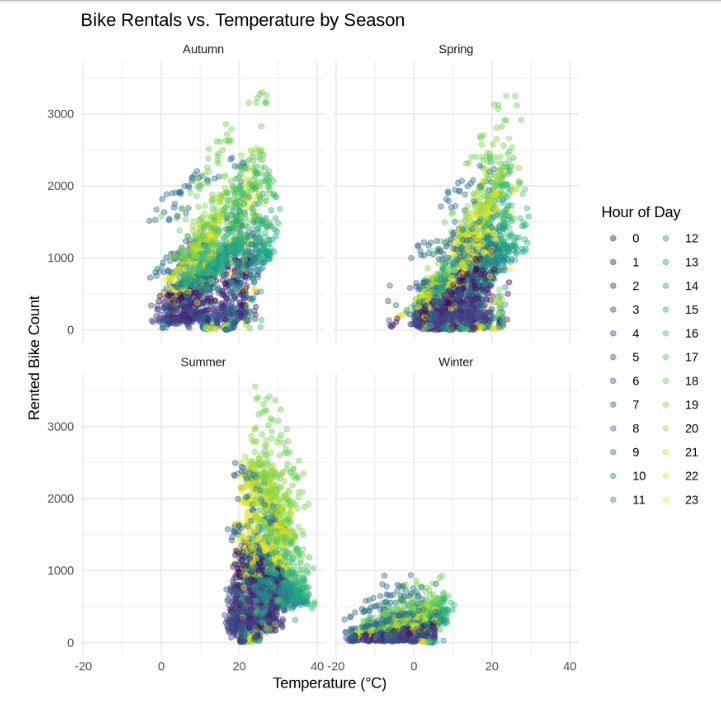 Bike Rentals vs. Temperature by Season
Autumn Spring
3000
2000
1000
0
Summer Winter
3000
2000
1000
0
-20 0 20 40 -20 0 20 40
Temperature (°C)
Rented Bike Count
Hour of Day
0 12
1 13
2 14
3 15
4 16
5 17
6 18
7 19
8 20
9 21
10 22
11 23